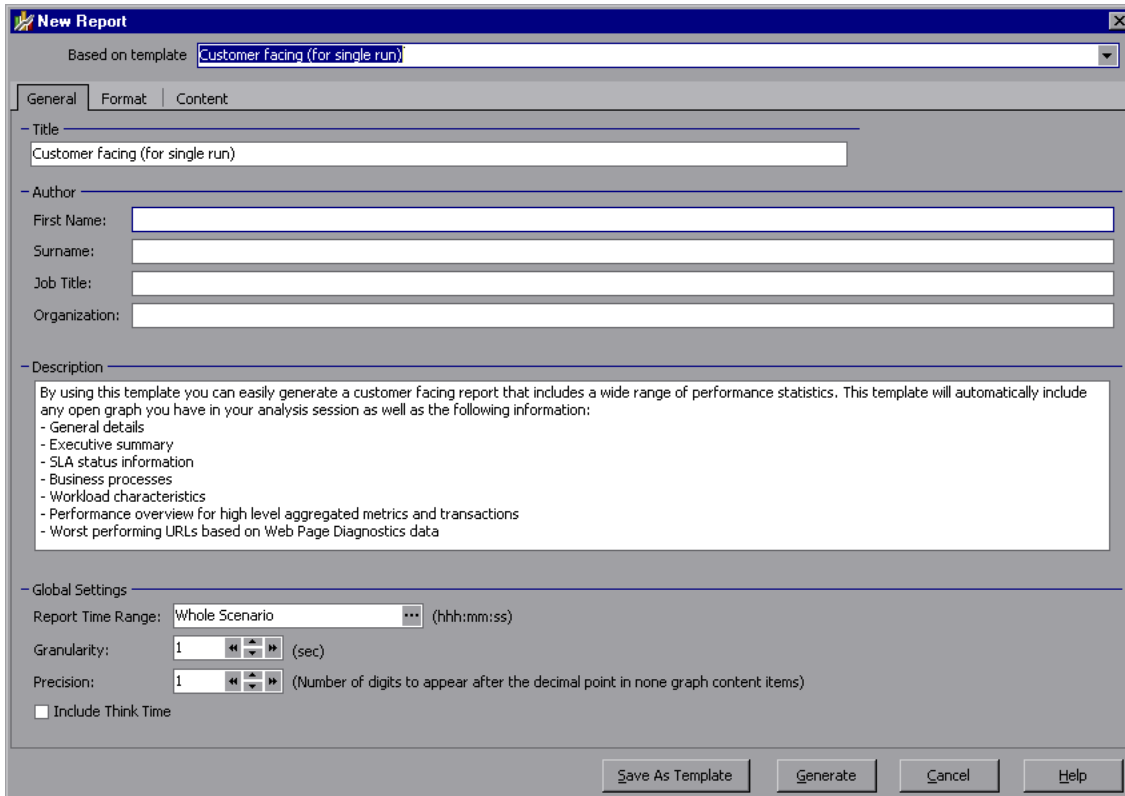 New Report
Based on template Customer facing (for single run)
General Format Content
Title
Customer facing (for single run)
Author
First Name:
Surname:
Job Title:
Organization:
Description
By using this template you can easily generate a customer facing report that includes a wide range of performance statistics. This template will automatically include
any open graph you have in your analysis session as well as the following information:
- General details
- Executive summary
- SLA status information
- Business processes
- Workload characteristics
- Performance overview for high level aggregated metrics and transactions
- Worst performing URLs based on Web Page Diagnostics data
Global Settings
Report Time Range: Whole Scenario ... (hhh:mm:ss)
Granularity: 1 (sec)
Precision: 1 (Number of digits to appear after the decimal point in none graph content items)
Include Think Time
Save As Template Generate Cancel Help